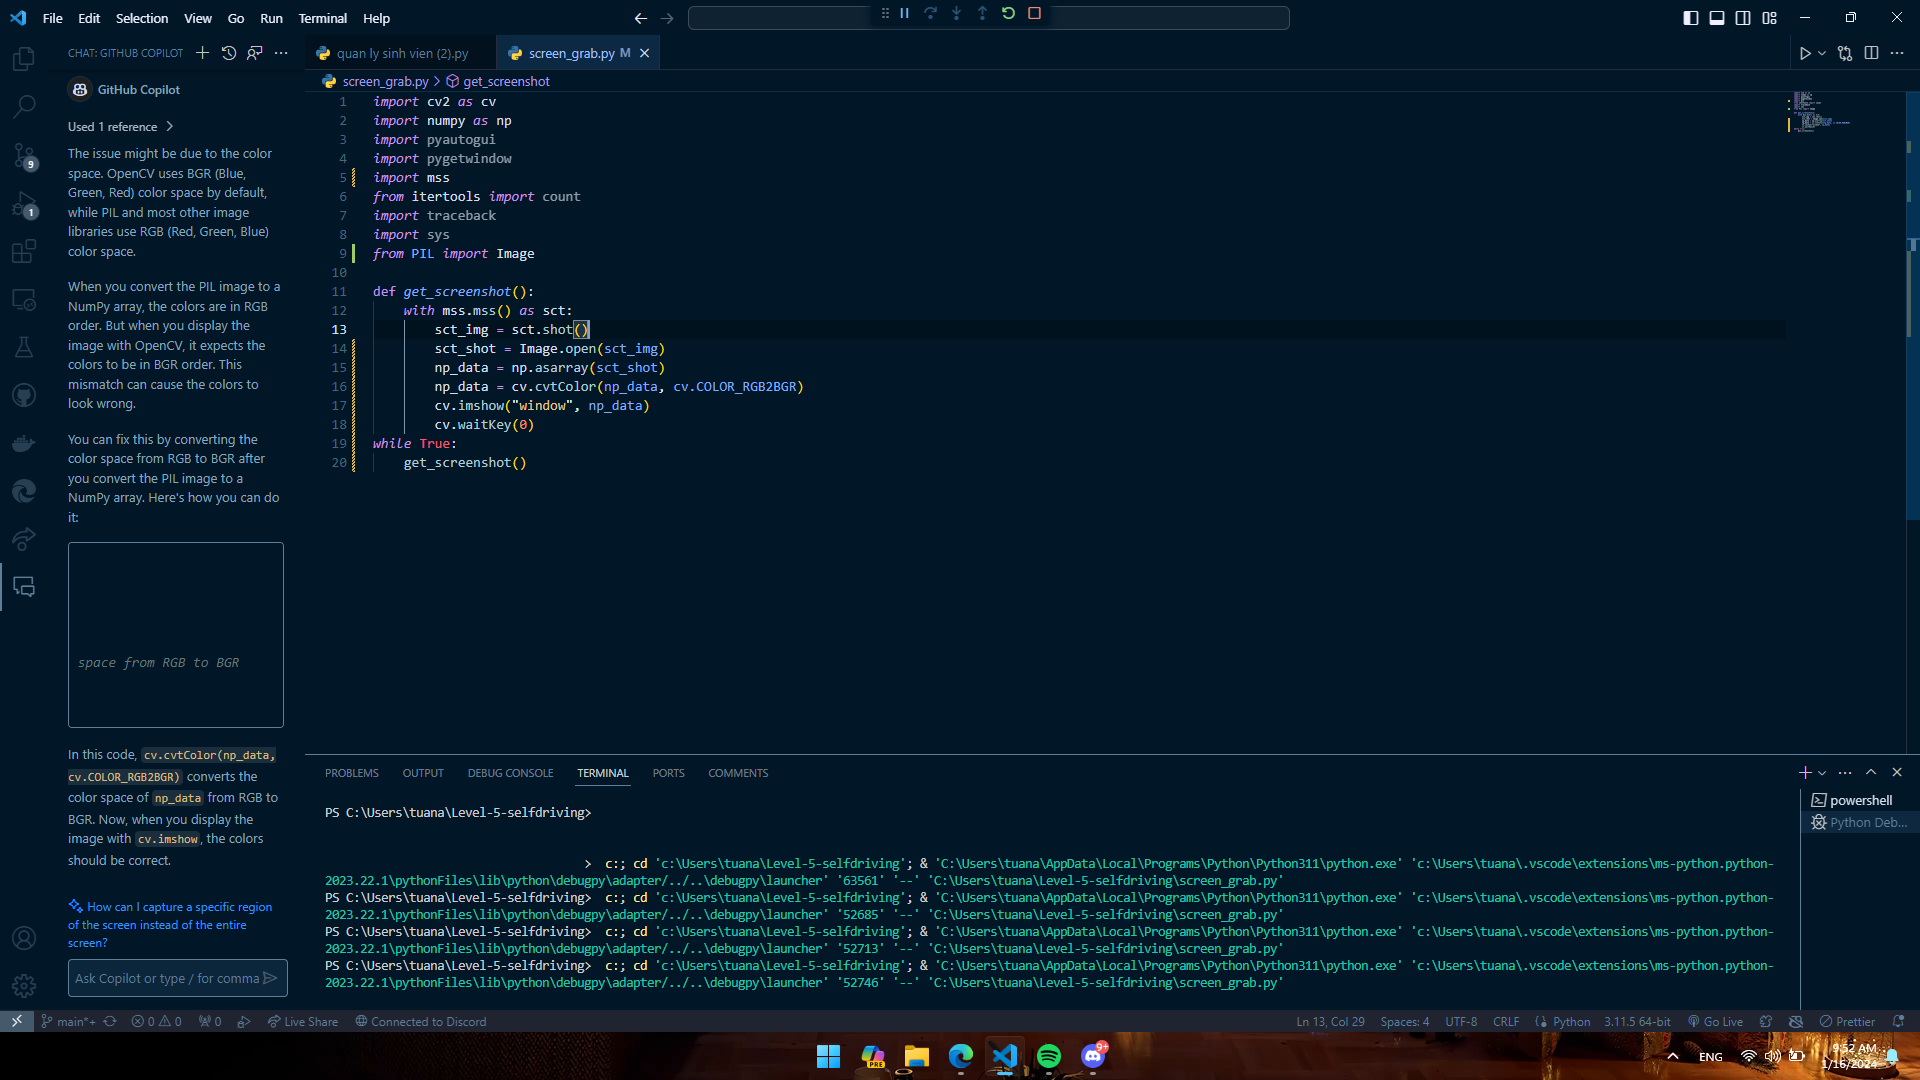 File Edit Selection View Go Run Terminal Help
CHAT: GITHUB COPILOT
quan ly sinh vien (2).py
screen_grab.py M
GitHub Copilot
Used 1 reference
The issue might be due to the color
space. OpenCV uses BGR (Blue,
Green, Red) color space by default,
while PIL and most other image
libraries use RGB (Red, Green, Blue)
color space.
When you convert the PIL image to a
NumPy array, the colors are in RGB
order. But when you display the
image with OpenCV, it expects the
colors to be in BGR order. This
mismatch can cause the colors to
look wrong.
You can fix this by converting the
color space from RGB to BGR after
you convert the PIL image to a
NumPy array. Here's how you can do
it:
space from RGB to BGR
In this code, cv.cvtColor(np_data,
cv.COLOR_RGB2BGR) converts the
color space of np_data from RGB to
BGR. Now, when you display the
image with cv.imshow, the colors
should be correct.
How can I capture a specific region
of the screen instead of the entire
screen?
Ask Copilot or type / for comma
9
1
screen_grab.py > get_screenshot
1 import cv2 as cv
2 import numpy as np
3 import pyautogui
4 import pygetwindow
5 import mss
6 from itertools import count
7 import traceback
8 import sys
9 from PIL import Image
10
11 def get_screenshot():
12 with mss.mss() as sct:
13 sct_img = sct.shot()
14 sct_shot = Image.open(sct_img)
15 np_data = np.asarray(sct_shot)
16 np_data = cv.cvtColor(np_data, cv.COLOR_RGB2BGR)
17 cv.imshow("window", np_data)
18 cv.waitKey(0)
19 while True:
20 get_screenshot()
PROBLEMS OUTPUT DEBUG CONSOLE TERMINAL PORTS COMMENTS
powershell
Python Deb...
PS C:\Users\tuana\Level-5-selfdriving>
> c:; cd 'c:\Users\tuana\Level-5-selfdriving'; & 'C:\Users\tuana\AppData\Local\Programs\Python\Python311\python.exe' 'c:\Users\tuana\.vscode\extensions\ms-python.python-
2023.22.1\pythonFiles\lib\python\debugpy\adapter/../..\debugpy\launcher' '63561' '--' 'C:\Users\tuana\Level-5-selfdriving\screen_grab.py'
PS C:\Users\tuana\Level-5-selfdriving> c:; cd 'c:\Users\tuana\Level-5-selfdriving'; & 'C:\Users\tuana\AppData\Local\Programs\Python\Python311\python.exe' 'c:\Users\tuana\.vscode\extensions\ms-python.python-
2023.22.1\pythonFiles\lib\python\debugpy\adapter/../..\debugpy\launcher' '52685' '--' 'C:\Users\tuana\Level-5-selfdriving\screen_grab.py'
PS C:\Users\tuana\Level-5-selfdriving> c:; cd 'c:\Users\tuana\Level-5-selfdriving'; & 'C:\Users\tuana\AppData\Local\Programs\Python\Python311\python.exe' 'c:\Users\tuana\.vscode\extensions\ms-python.python-
2023.22.1\pythonFiles\lib\python\debugpy\adapter/../..\debugpy\launcher' '52713' '--' 'C:\Users\tuana\Level-5-selfdriving\screen_grab.py'
PS C:\Users\tuana\Level-5-selfdriving> c:; cd 'c:\Users\tuana\Level-5-selfdriving'; & 'C:\Users\tuana\AppData\Local\Programs\Python\Python311\python.exe' 'c:\Users\tuana\.vscode\extensions\ms-python.python-
2023.22.1\pythonFiles\lib\python\debugpy\adapter/../..\debugpy\launcher' '52746' '--' 'C:\Users\tuana\Level-5-selfdriving\screen_grab.py'
main*+ 0 0 0 Live Share Connected to Discord Ln 13, Col 29 Spaces: 4 UTF-8 CRLF Python 3.11.5 64-bit Go Live Prettier
PRE
9+
ENG
9:52 AM
1/16/2024